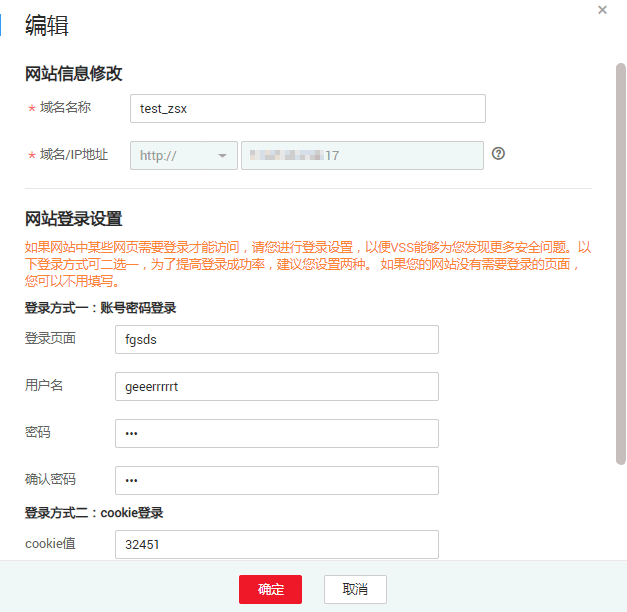 编辑
网站信息修改
* 域名名称 test_zsx
* 域名/IP地址 http:// 17
网站登录设置
如果网站中某些网页需要登录才能访问，请您进行登录设置，以便VSS能够为您发现更多安全问题。以
下登录方式可二选一，为了提高登录成功率，建议您设置两种。 如果您的网站没有需要登录的页面，
您可以不用填写。
登录方式一：账号密码登录
登录页面 fgsds
用户名 geeerrrrrt
密码 •••
确认密码 •••
登录方式二：cookie登录
cookie值 32451
确定 取消